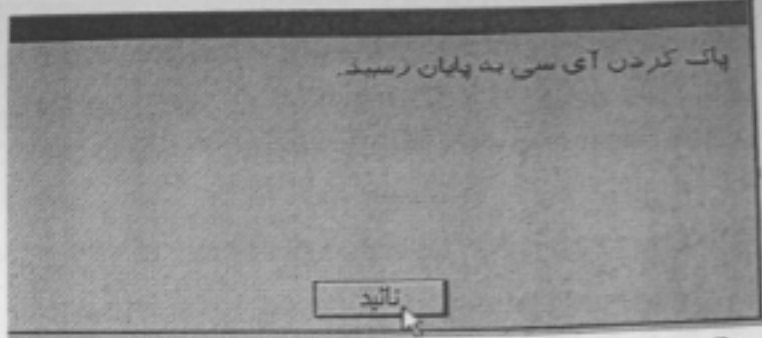 پاک کردن آی سی به پایان رسید.
تائید